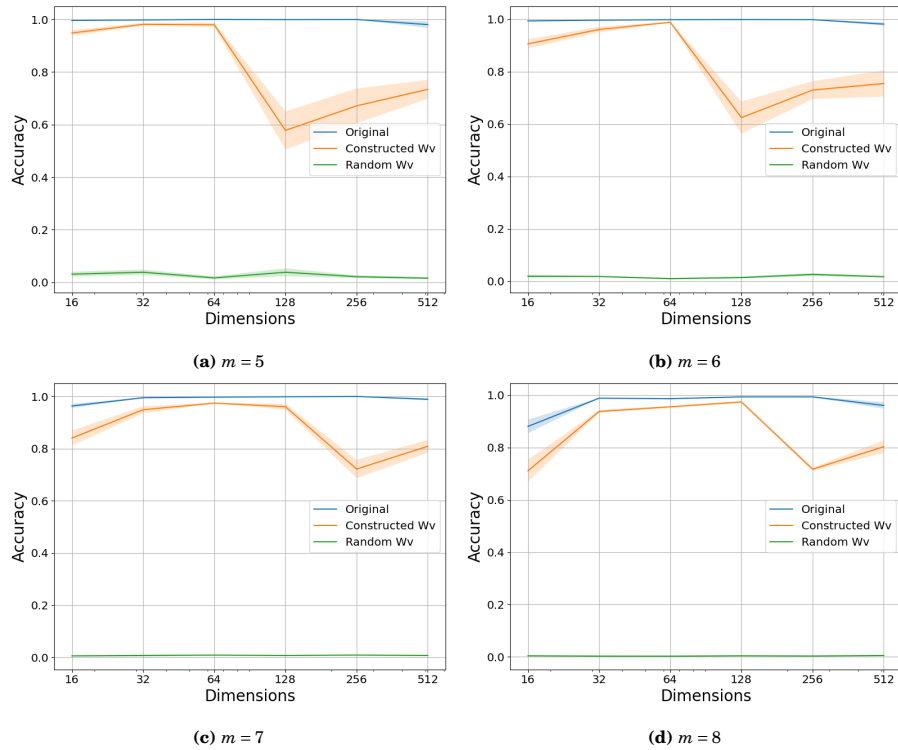 1.0
0.8
0.6
0.4
0.2
0.0
Accuracy
Original
Constructed Wv
Random Wv
16 32 64 128 256 512
Dimensions
(a) m = 5
1.0
0.8
0.6
0.4
0.2
0.0
Accuracy
Original
Constructed Wv
Random Wv
16 32 64 128 256 512
Dimensions
(b) m = 6
1.0
0.8
0.6
0.4
0.2
0.0
Accuracy
Original
Constructed Wv
Random Wv
16 32 64 128 256 512
Dimensions
(c) m = 7
1.0
0.8
0.6
0.4
0.2
0.0
Accuracy
Original
Constructed Wv
Random Wv
16 32 64 128 256 512
Dimensions
(d) m = 8